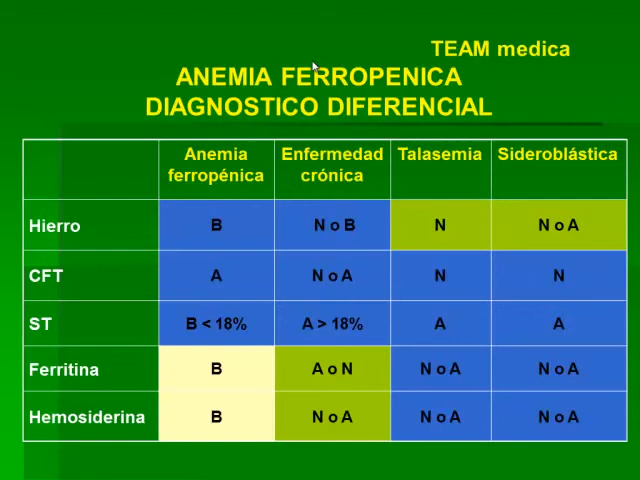 TEAM medica
ANEMIA FERROPENICA
DIAGNOSTICO DIFERENCIAL
Anemia ferropénica Enfermedad crónica Talasemia Sideroblástica
Hierro B N o B N N o A
CFT A N o A N N
ST B < 18% A > 18% A A
Ferritina B A o N N o A N o A
Hemosiderina B N o A N o A N o A